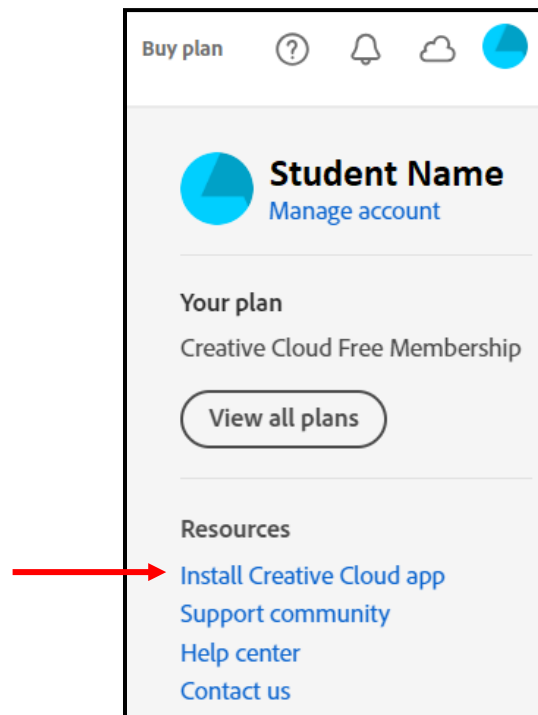 Buy plan
Student Name
Manage account
Your plan
Creative Cloud Free Membership
View all plans
Resources
Install Creative Cloud app
Support community
Help center
Contact us